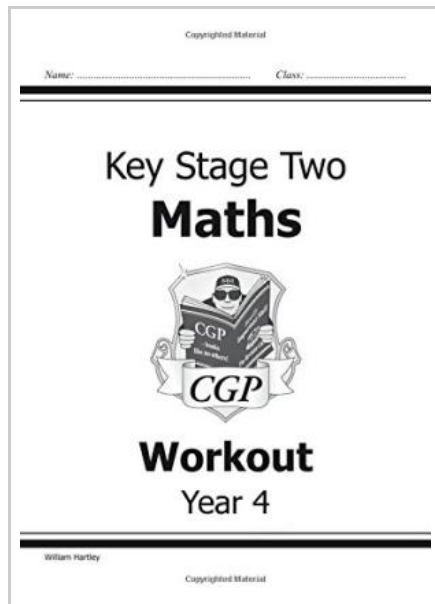 Copyrighted Material
Name: ........................................................ Class: ..................................
Key Stage Two
Maths
CGP
CGP
Workout
Year 4
William Hartley
Copyrighted Material